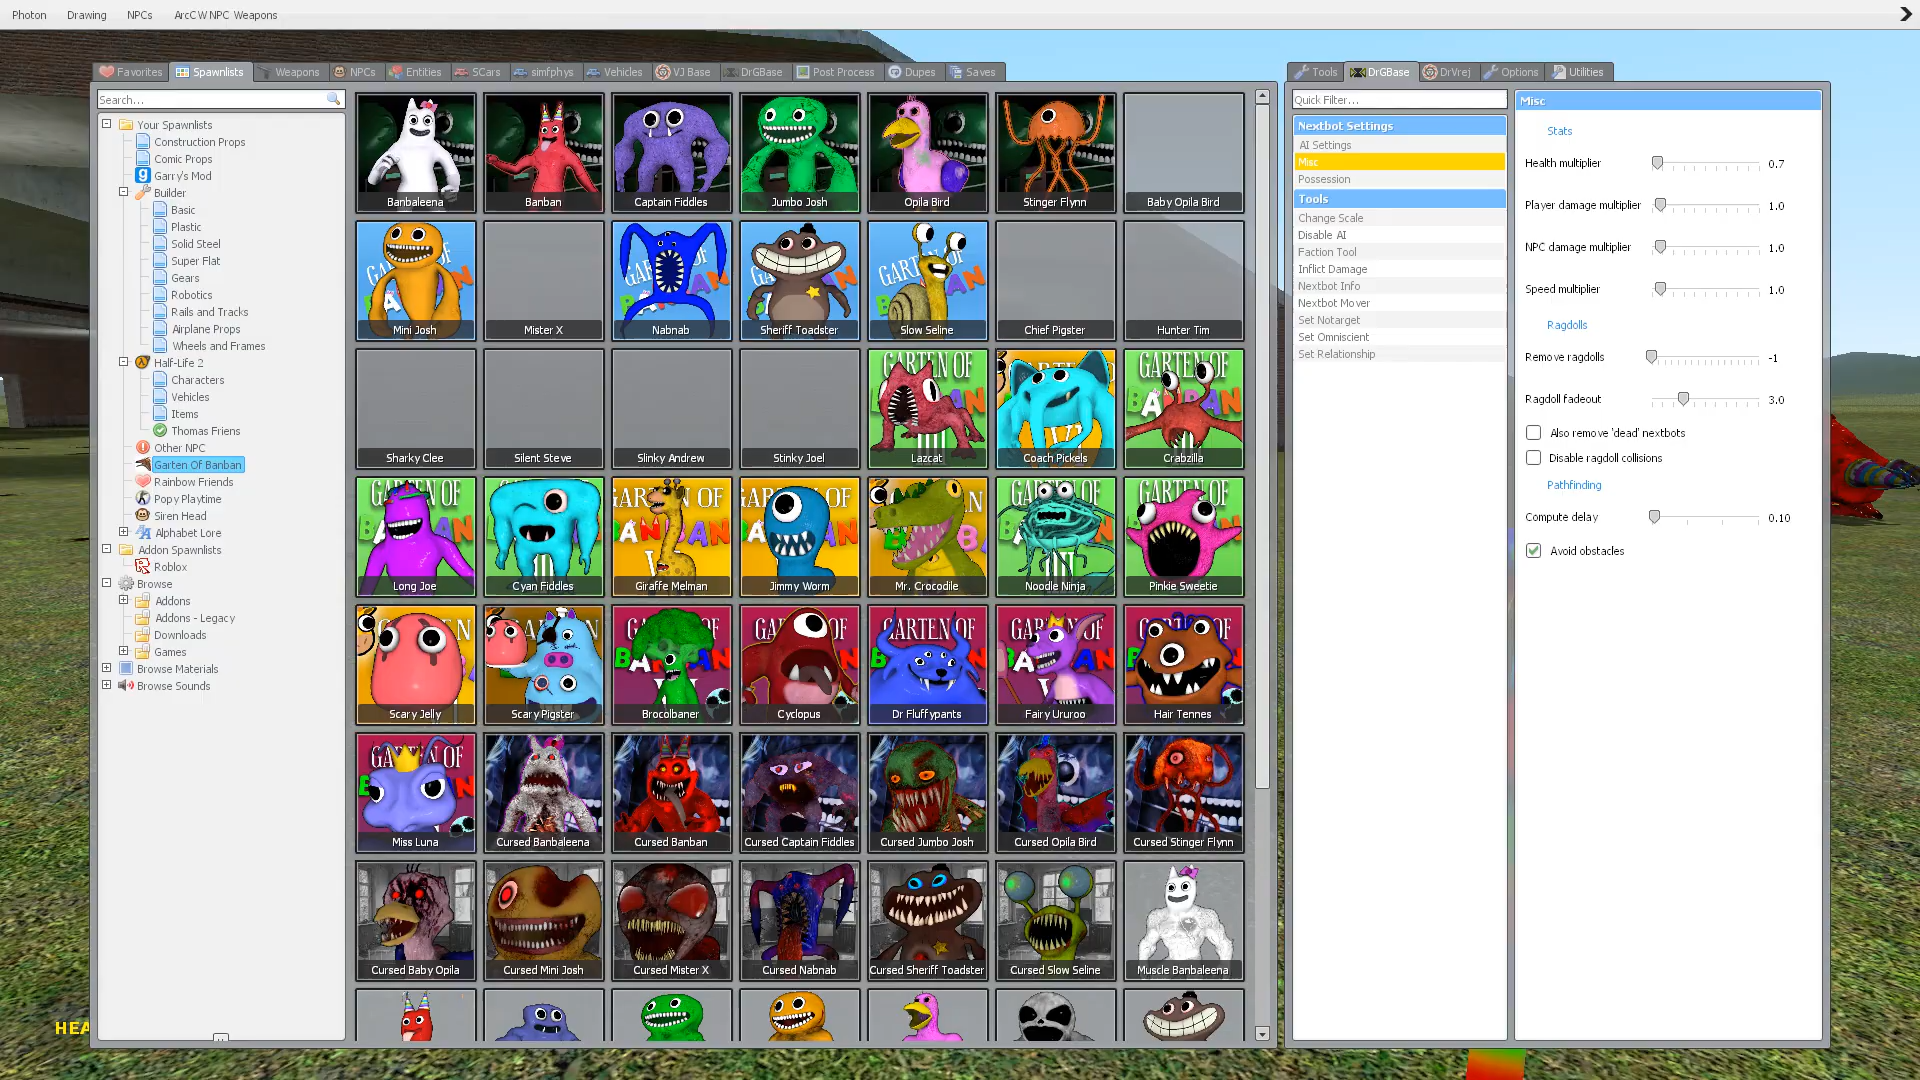 Photon Drawing NPCs ArcCW NPC Weapons
Favorites Spawnlists Weapons NPCs Entities SCars simfphys Vehicles VJ Base DrGBase Post Process Dupes Saves
Search...
Your Spawnlists
Construction Props
Comic Props
Garry's Mod
Builder
Basic
Plastic
Solid Steel
Super Flat
Gears
Robotics
Rails and Tracks
Airplane Props
Wheels and Frames
Half-Life 2
Characters
Vehicles
Items
Thomas Friens
Other NPC
Garten Of Banban
Rainbow Friends
Popy Playtime
Siren Head
Alphabet Lore
Addon Spawnlists
Roblox
Browse
Addons
Addons - Legacy
Downloads
Games
Browse Materials
Browse Sounds
Banbaleena Banban Captain Fiddles Jumbo Josh Opila Bird Stinger Flynn Baby Opila Bird
Mini Josh Mister X Nabnab Sheriff Toadster Slow Seline Chief Pigster Hunter Tim
Sharky Clee Silent Steve Slinky Andrew Stinky Joel Lazcat Coach Pickels Crabzilla
Long Joe Cyan Fiddles Giraffe Melman Jimmy Worm Mr. Crocodile Noodle Ninja Pinkie Sweetie
Scary Jelly Scary Pigster Brocolbaner Cyclopus Dr Fluffypants Fairy Ururoo Hair Tennes
Miss Luna Cursed Banbaleena Cursed Banban Cursed Captain Fiddles Cursed Jumbo Josh Cursed Opila Bird Cursed Stinger Flynn
Cursed Baby Opila Cursed Mini Josh Cursed Mister X Cursed Nabnab Cursed Sheriff Toadster Cursed Slow Seline Muscle Banbaleena
HEA
Tools DrGBase DrVrej Options Utilities
Quick Filter...
Nextbot Settings
AI Settings
Misc
Possession
Tools
Change Scale
Disable AI
Faction Tool
Inflict Damage
Nextbot Info
Nextbot Mover
Set Notarget
Set Omniscient
Set Relationship
Misc
Stats
Health multiplier 0.7
Player damage multiplier 1.0
NPC damage multiplier 1.0
Speed multiplier 1.0
Ragdolls
Remove ragdolls -1
Ragdoll fadeout 3.0
Also remove 'dead' nextbots
Disable ragdoll collisions
Pathfinding
Compute delay 0.10
Avoid obstacles